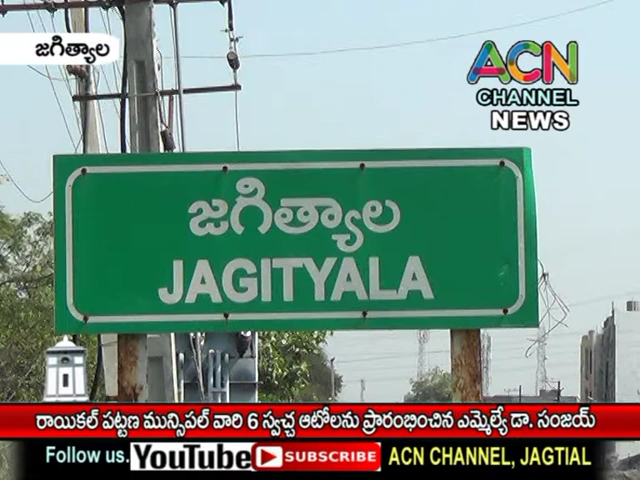 జగిత్యాల
ACN
CHANNEL
NEWS
జగిత్యాల
JAGITYALA
రాయికల్ పట్టణ మున్సిపల్ వారి 6 స్వచ్ఛ ఆటోలను ప్రారంభించిన ఎమ్మెల్యే డా. సంజయ్
Follow us. YouTube SUBSCRIBE ACN CHANNEL, JAGTIAL